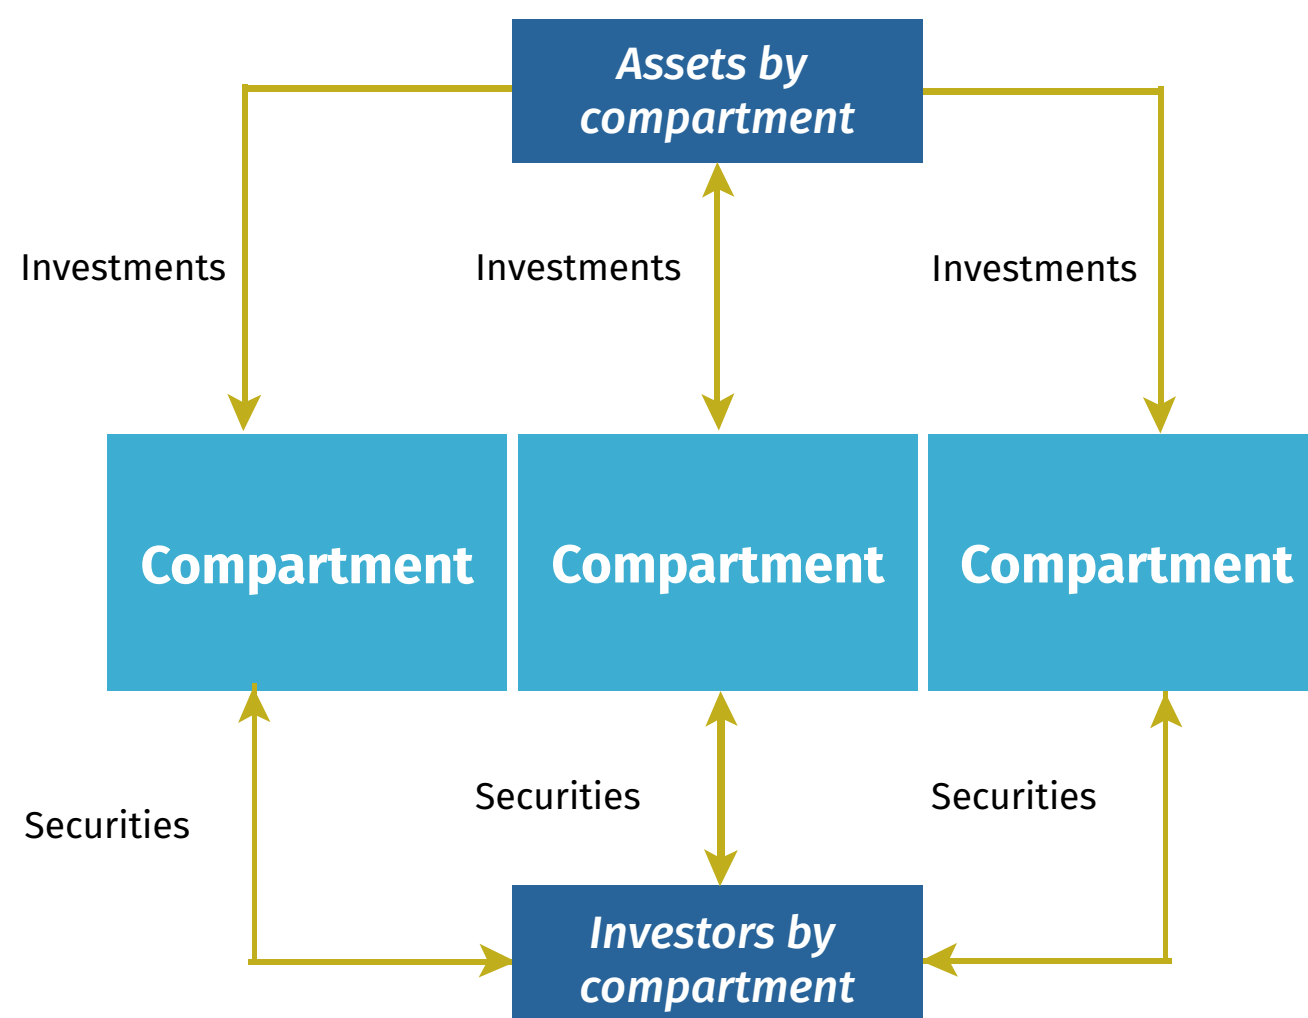 Assets by
compartment
Investments
Investments
Investments
Compartment
Compartment
Compartment
Securities
Securities
Securities
Investors by
compartment